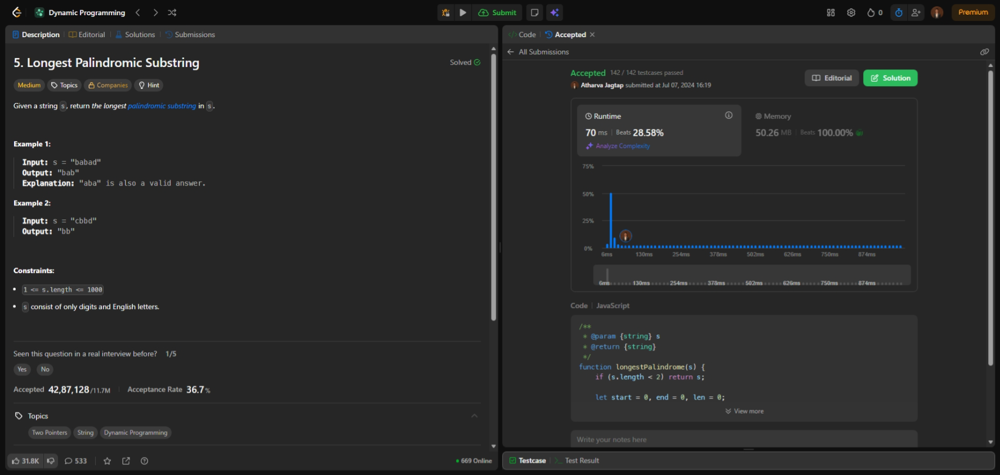 Dynamic Programming
Submit
0
Premium
Description
Editorial
Solutions
Submissions
5. Longest Palindromic Substring
Solved
Medium
Topics
Companies
Hint
Given a string s, return the longest palindromic substring in s.
Example 1:
Input: s = "babad"
Output: "bab"
Explanation: "aba" is also a valid answer.
Example 2:
Input: s = "cbbd"
Output: "bb"
Constraints:
1 <= s.length <= 1000
s consist of only digits and English letters.
Seen this question in a real interview before? 1/5
Yes No
Accepted 42,87,128/11.7M Acceptance Rate 36.7%
Topics
Two Pointers String Dynamic Programming
31.8K 533
669 Online
Code
Accepted
All Submissions
Accepted 142 / 142 testcases passed
Atharva Jagtap submitted at Jul 07, 2024 16:19
Editorial
Solution
Runtime
70 ms Beats 28.58%
Analyze Complexity
Memory
50.26 MB Beats 100.00%
75%
50%
25%
0%
6ms 130ms 254ms 378ms 502ms 626ms 750ms 874ms
6ms 130ms 254ms 378ms 502ms 626ms 750ms 874ms
Code JavaScript
/**
* @param {string} s
* @return {string}
*/
function longestPalindrome(s) {
if (s.length < 2) return s;
let start = 0, end = 0, len = 0;
View more
Write your notes here
Testcase
Test Result